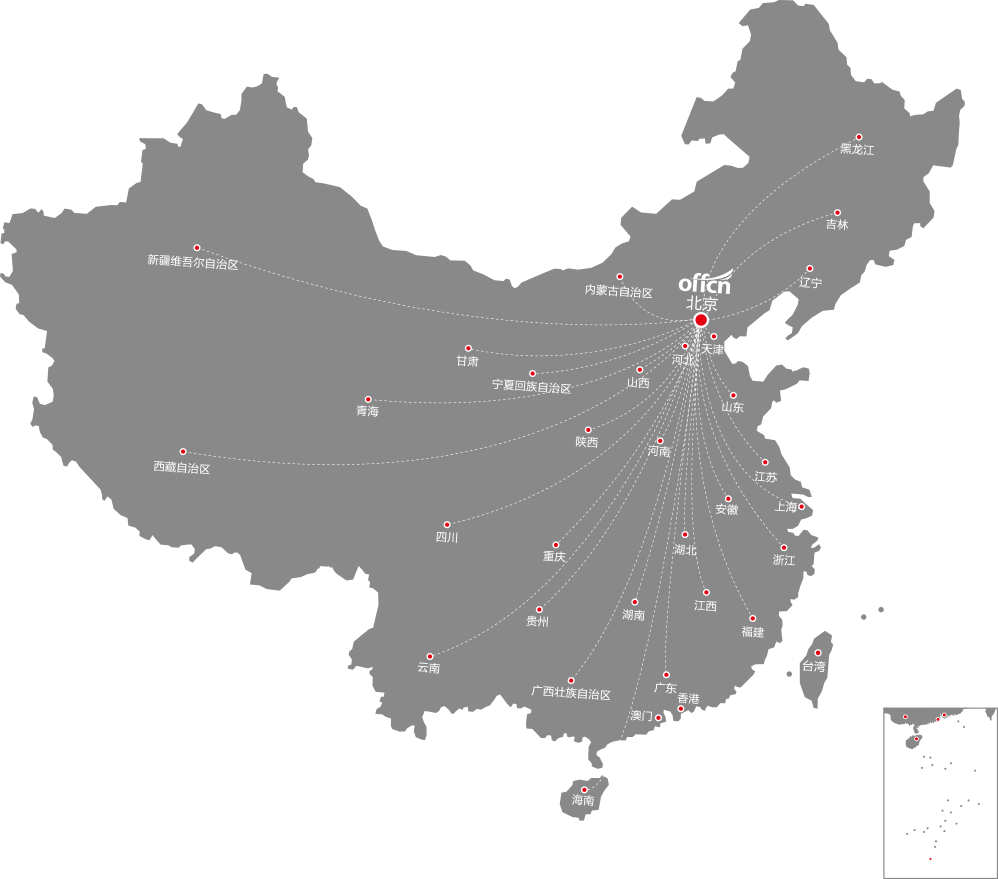 黑龙江
吉林
新疆维吾尔自治区
辽宁
内蒙古自治区
offcn
北京
天津
河北
甘肃
宁夏回族自治区
山西
青海
山东
陕西
河南
西藏自治区
江苏
安徽
上海
四川
湖北
重庆
浙江
江西
湖南
贵州
福建
云南
台湾
广西壮族自治区
广东
香港
澳门
海南